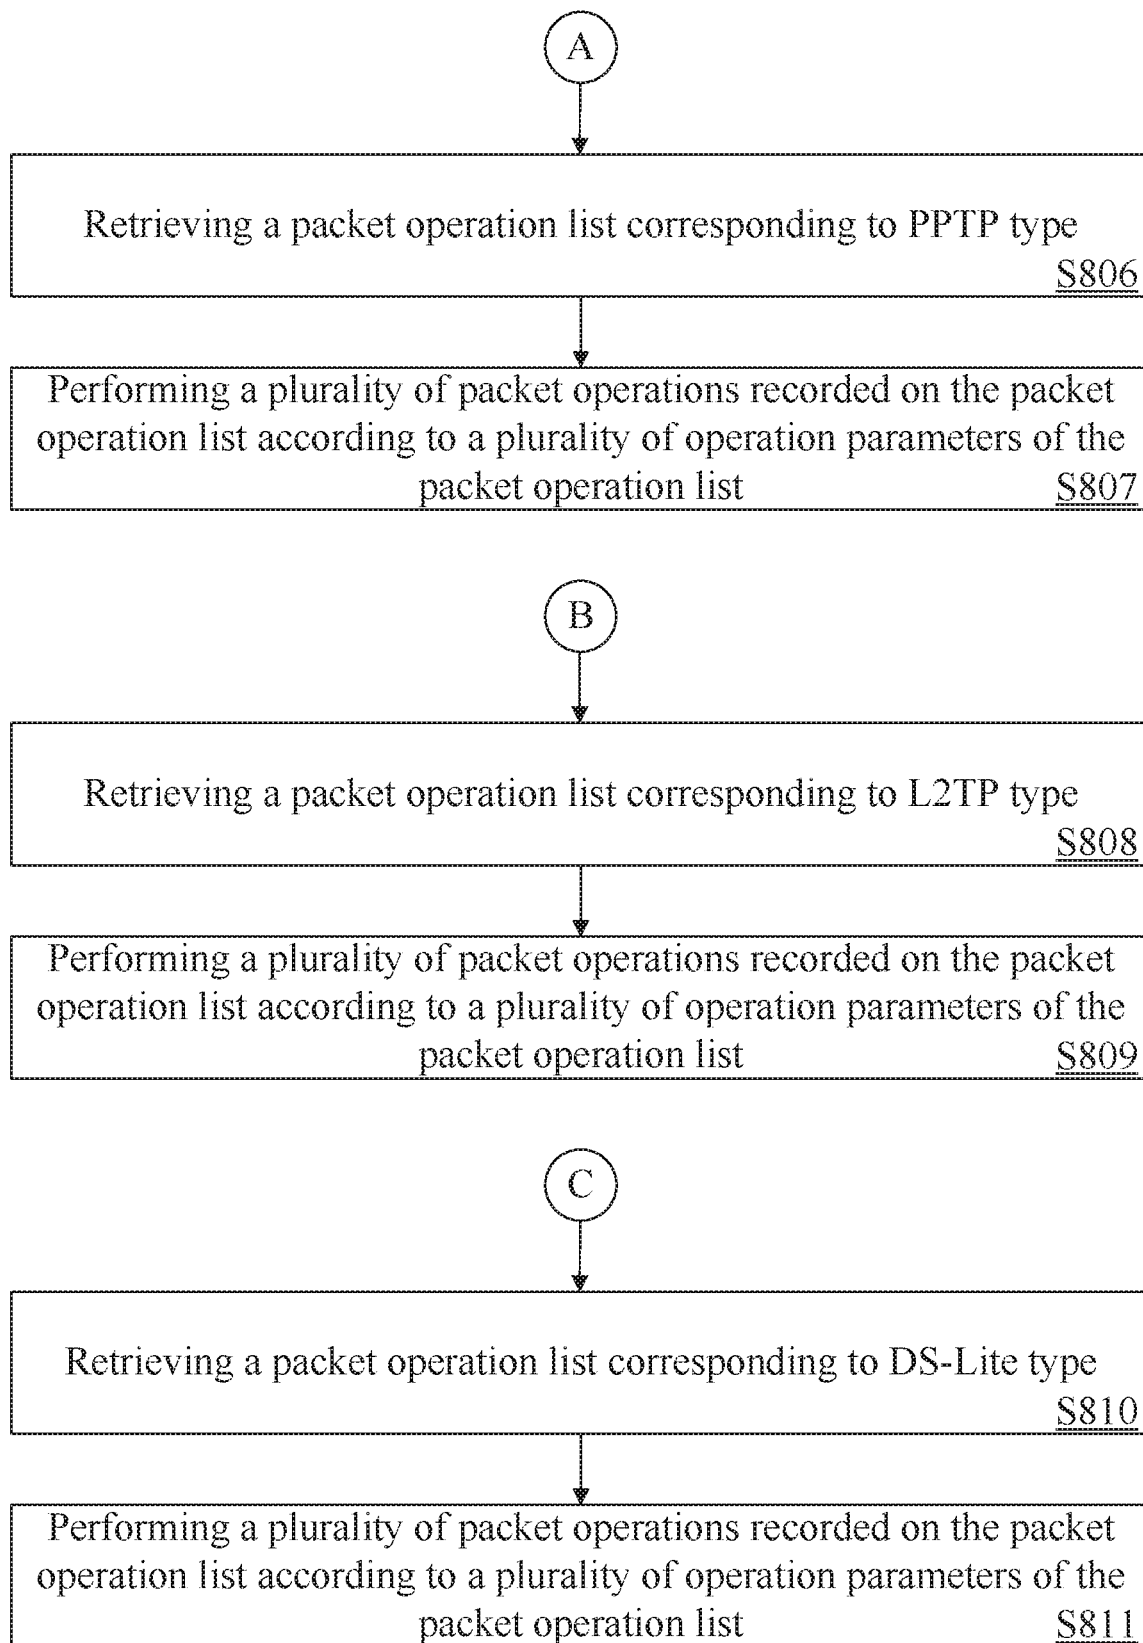 A
Retrieving a packet operation list corresponding to PPTP type
S806
Performing a plurality of packet operations recorded on the packet
operation list according to a plurality of operation parameters of the
packet operation list S807
B
Retrieving a packet operation list corresponding to L2TP type
S808
Performing a plurality of packet operations recorded on the packet
operation list according to a plurality of operation parameters of the
packet operation list S809
C
Retrieving a packet operation list corresponding to DS-Lite type
S810
Performing a plurality of packet operations recorded on the packet
operation list according to a plurality of operation parameters of the
packet operation list S811